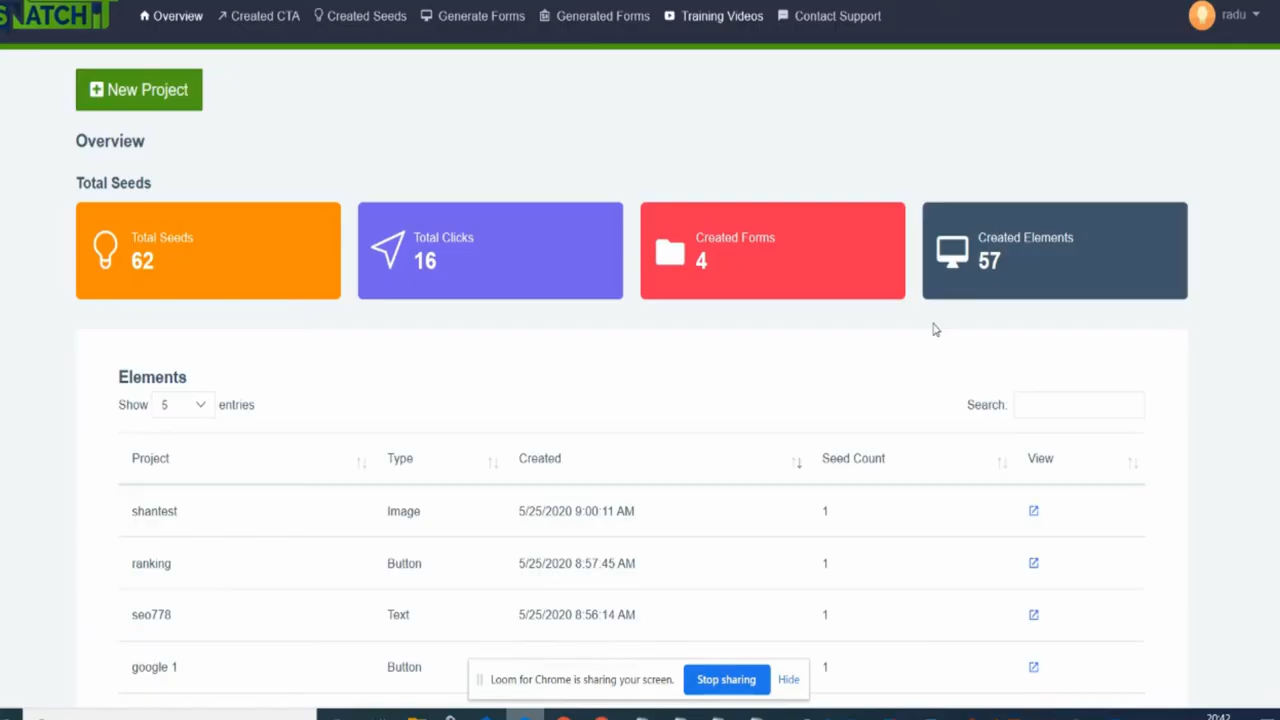 SNATCHIT Overview Created CTA Created Seeds Generate Forms Generated Forms Training Videos Contact Support radu
New Project
Overview
Total Seeds
Total Seeds Total Clicks Created Forms Created Elements
62 16 4 57
Elements
Show 5 entries Search:
Project Type Created Seed Count View
shantest Image 5/25/2020 9:00:11 AM 1
ranking Button 5/25/2020 8:57:45 AM 1
seo778 Text 5/25/2020 8:56:14 AM 1
google 1 Button 1
Loom for Chrome is sharing your screen. Stop sharing Hide
20:42